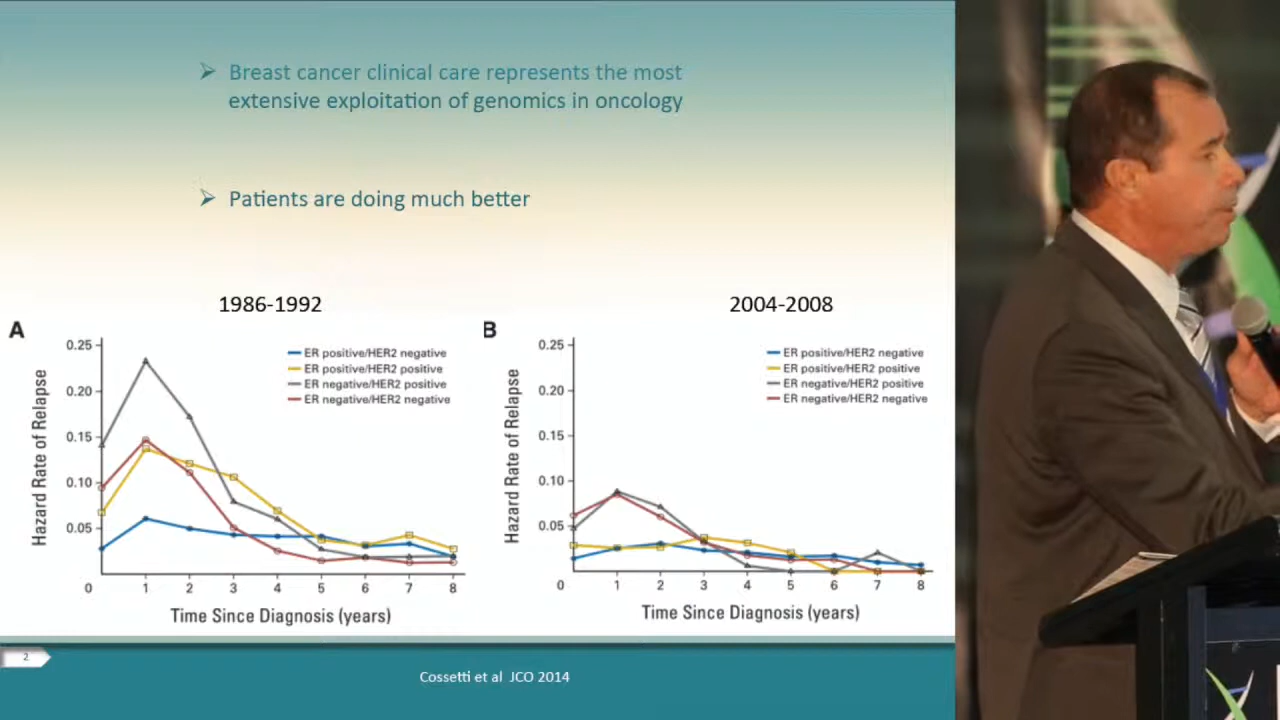 Breast cancer clinical care represents the most
extensive exploitation of genomics in oncology
Patients are doing much better
1986-1992
2004-2008
A
0.25
0.20
0.15
0.10
0.05
0
1
2
3
4
5
6
7
8
Hazard Rate of Relapse
Time Since Diagnosis (years)
ER positive/HER2 negative
ER positive/HER2 positive
ER negative/HER2 positive
ER negative/HER2 negative
B
0.25
0.20
0.15
0.10
0.05
0
1
2
3
4
5
6
7
8
Hazard Rate of Relapse
Time Since Diagnosis (years)
ER positive/HER2 negative
ER positive/HER2 positive
ER negative/HER2 positive
ER negative/HER2 negative
2
Cossetti et al JCO 2014